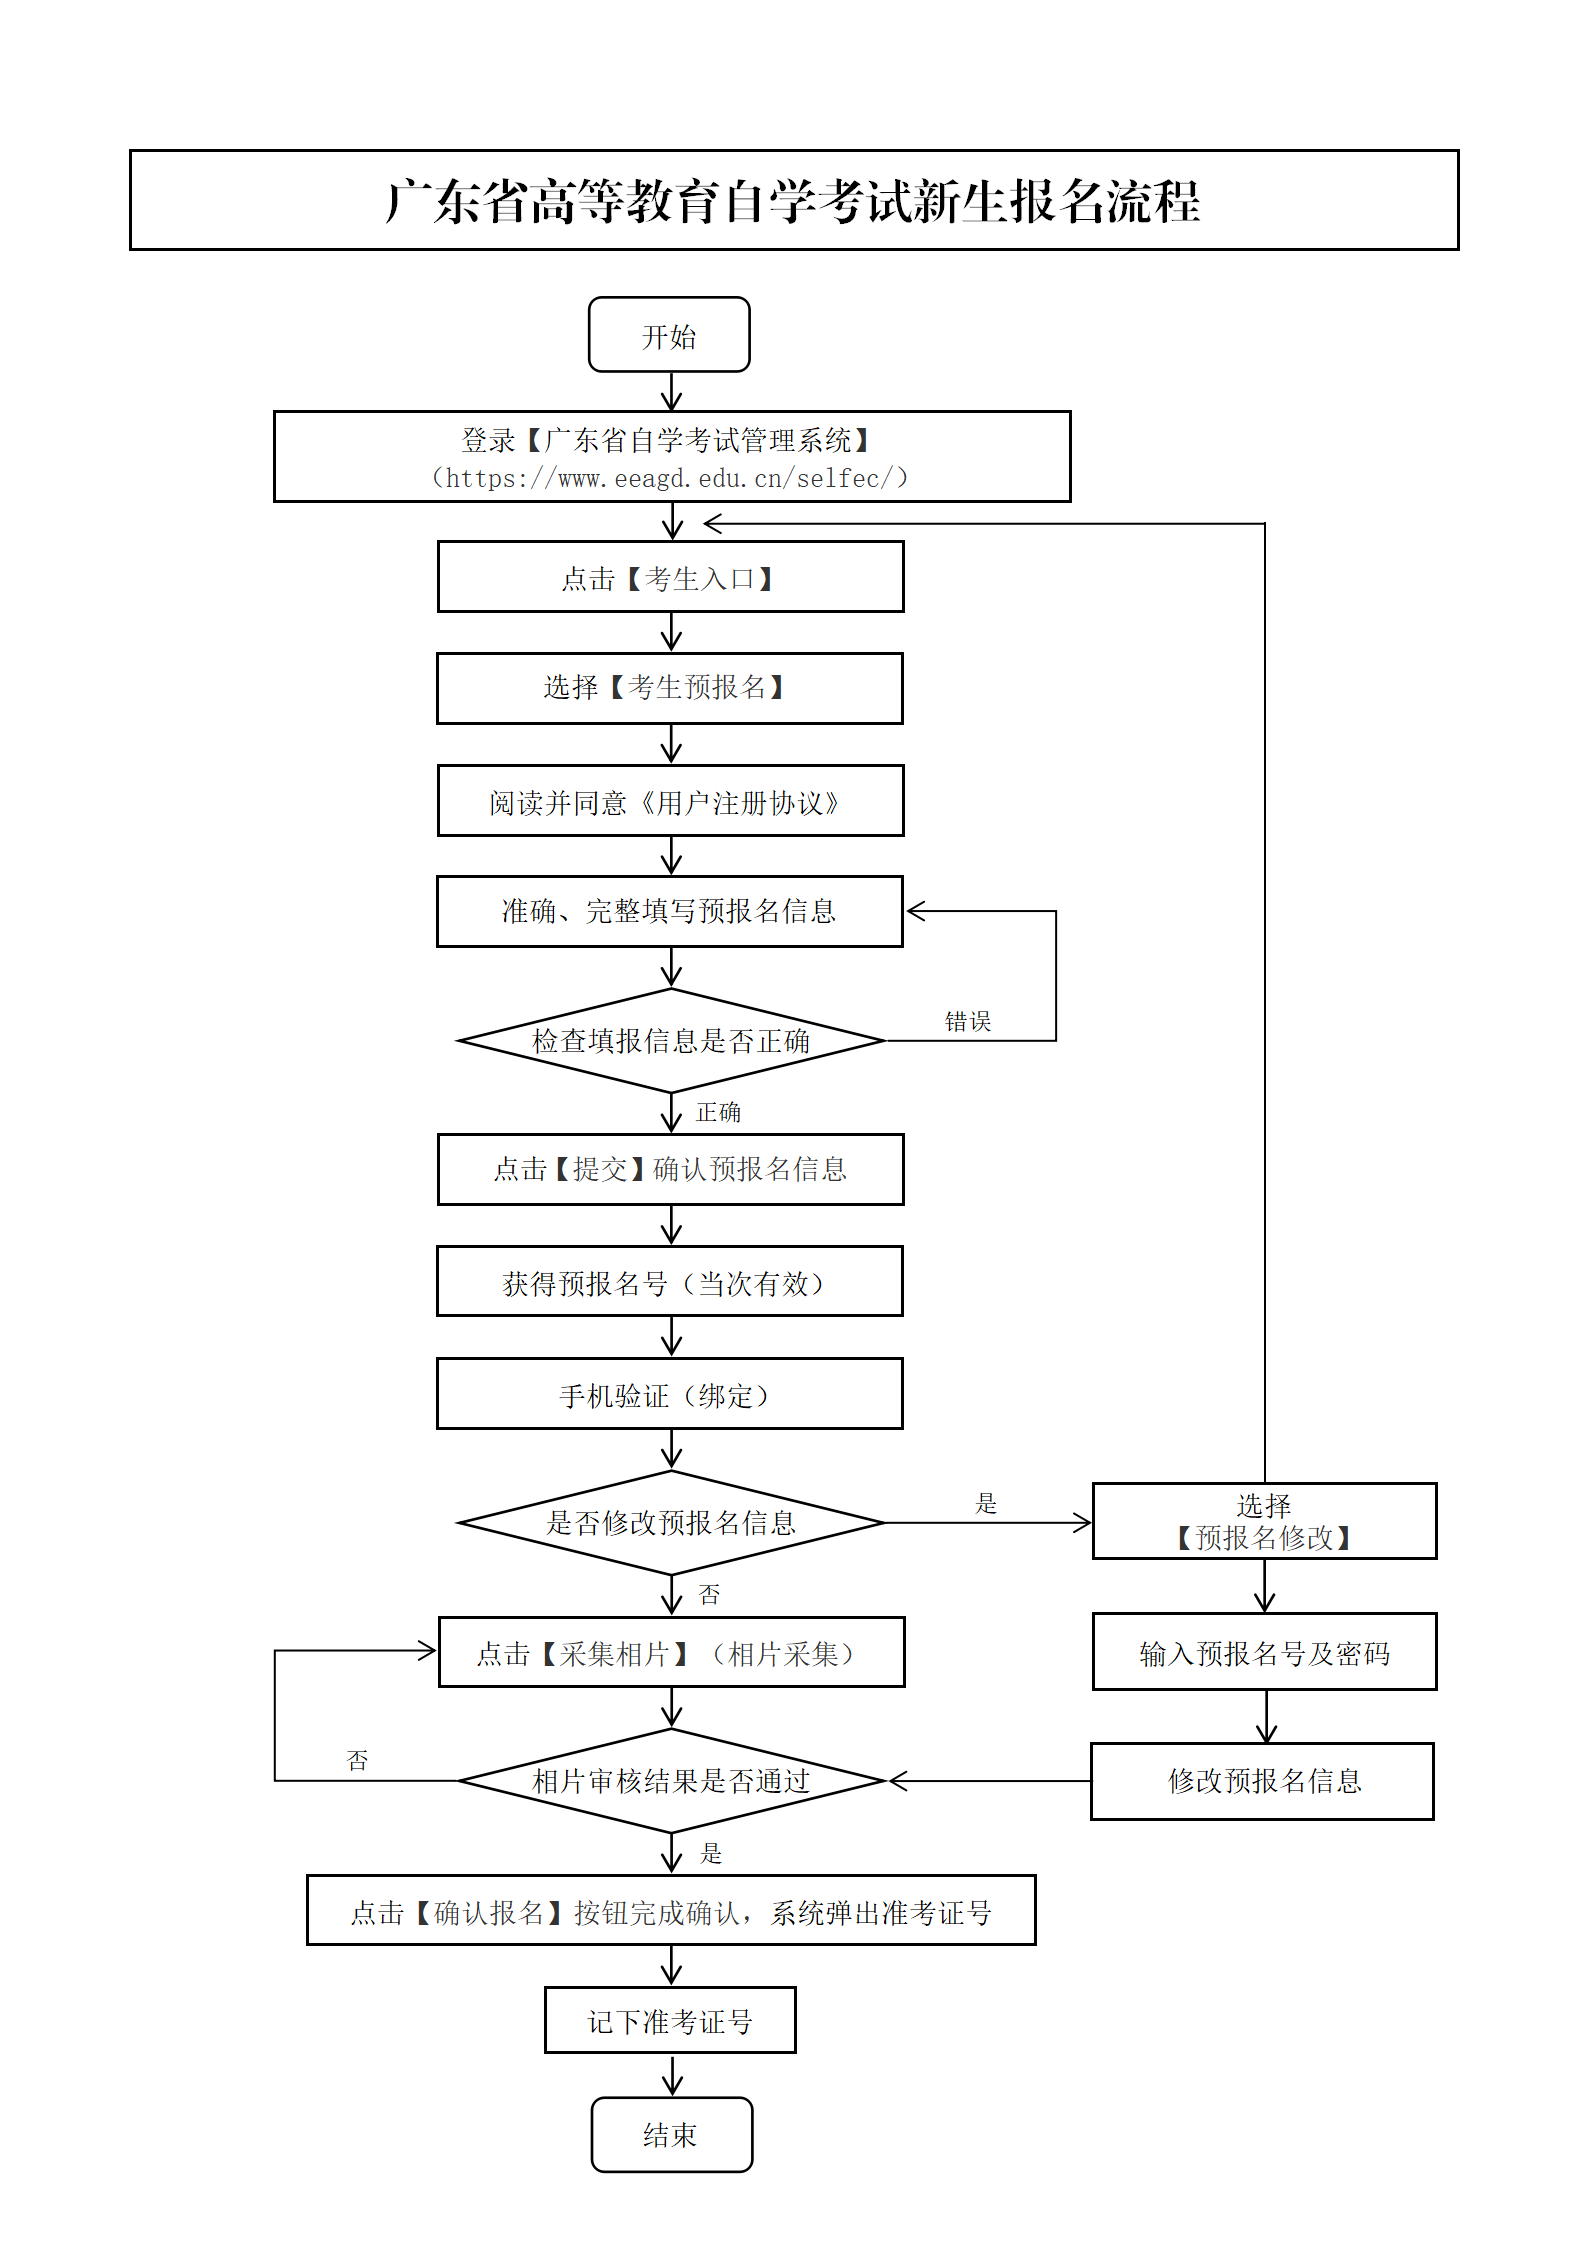 广东省高等教育自学考试新生报名流程
开始
登录【广东省自学考试管理系统】
（https://www.eeagd.edu.cn/selfec/）
点击【考生入口】
选择【考生预报名】
阅读并同意《用户注册协议》
准确、完整填写预报名信息
错误
检查填报信息是否正确
正确
点击【提交】确认预报名信息
获得预报名号（当次有效）
手机验证（绑定）
是否修改预报名信息
是
选择
【预报名修改】
否
点击【采集相片】（相片采集）
输入预报名号及密码
否
相片审核结果是否通过
修改预报名信息
是
点击【确认报名】按钮完成确认，系统弹出准考证号
记下准考证号
结束